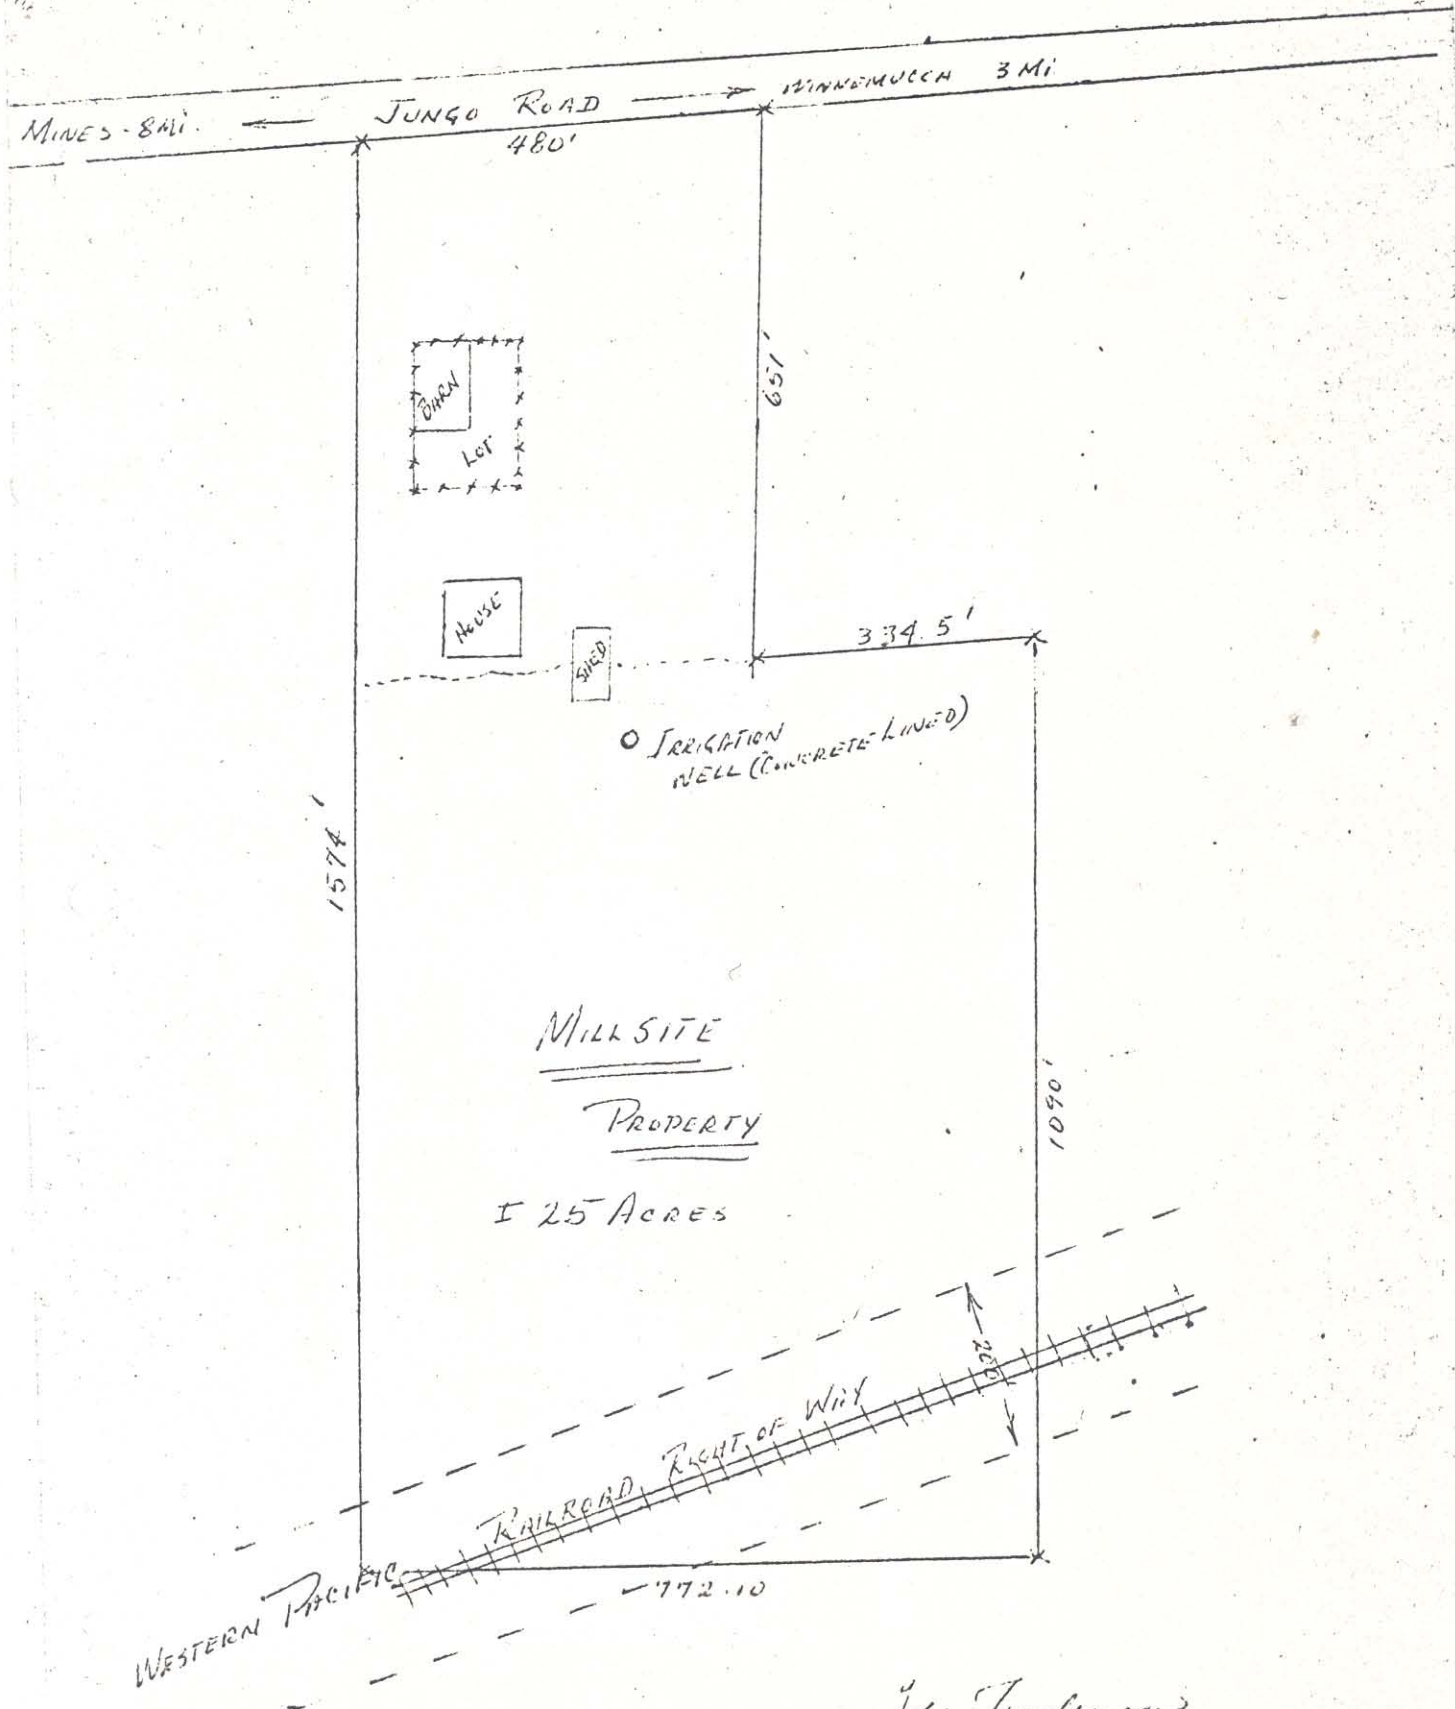 MINES - 8 Mi. ← JUNGO ROAD → WINNEMUCCA 3 Mi
480'
651'
BARN
LOT
HOUSE
SHED
334.5'
IRRIGATION
WELL (CONCRETE LINED)
1574'
MILLSITE
PROPERTY
± 25 ACRES
1090'
200'
WESTERN PACIFIC RAILROAD RIGHT OF WAY
772.10